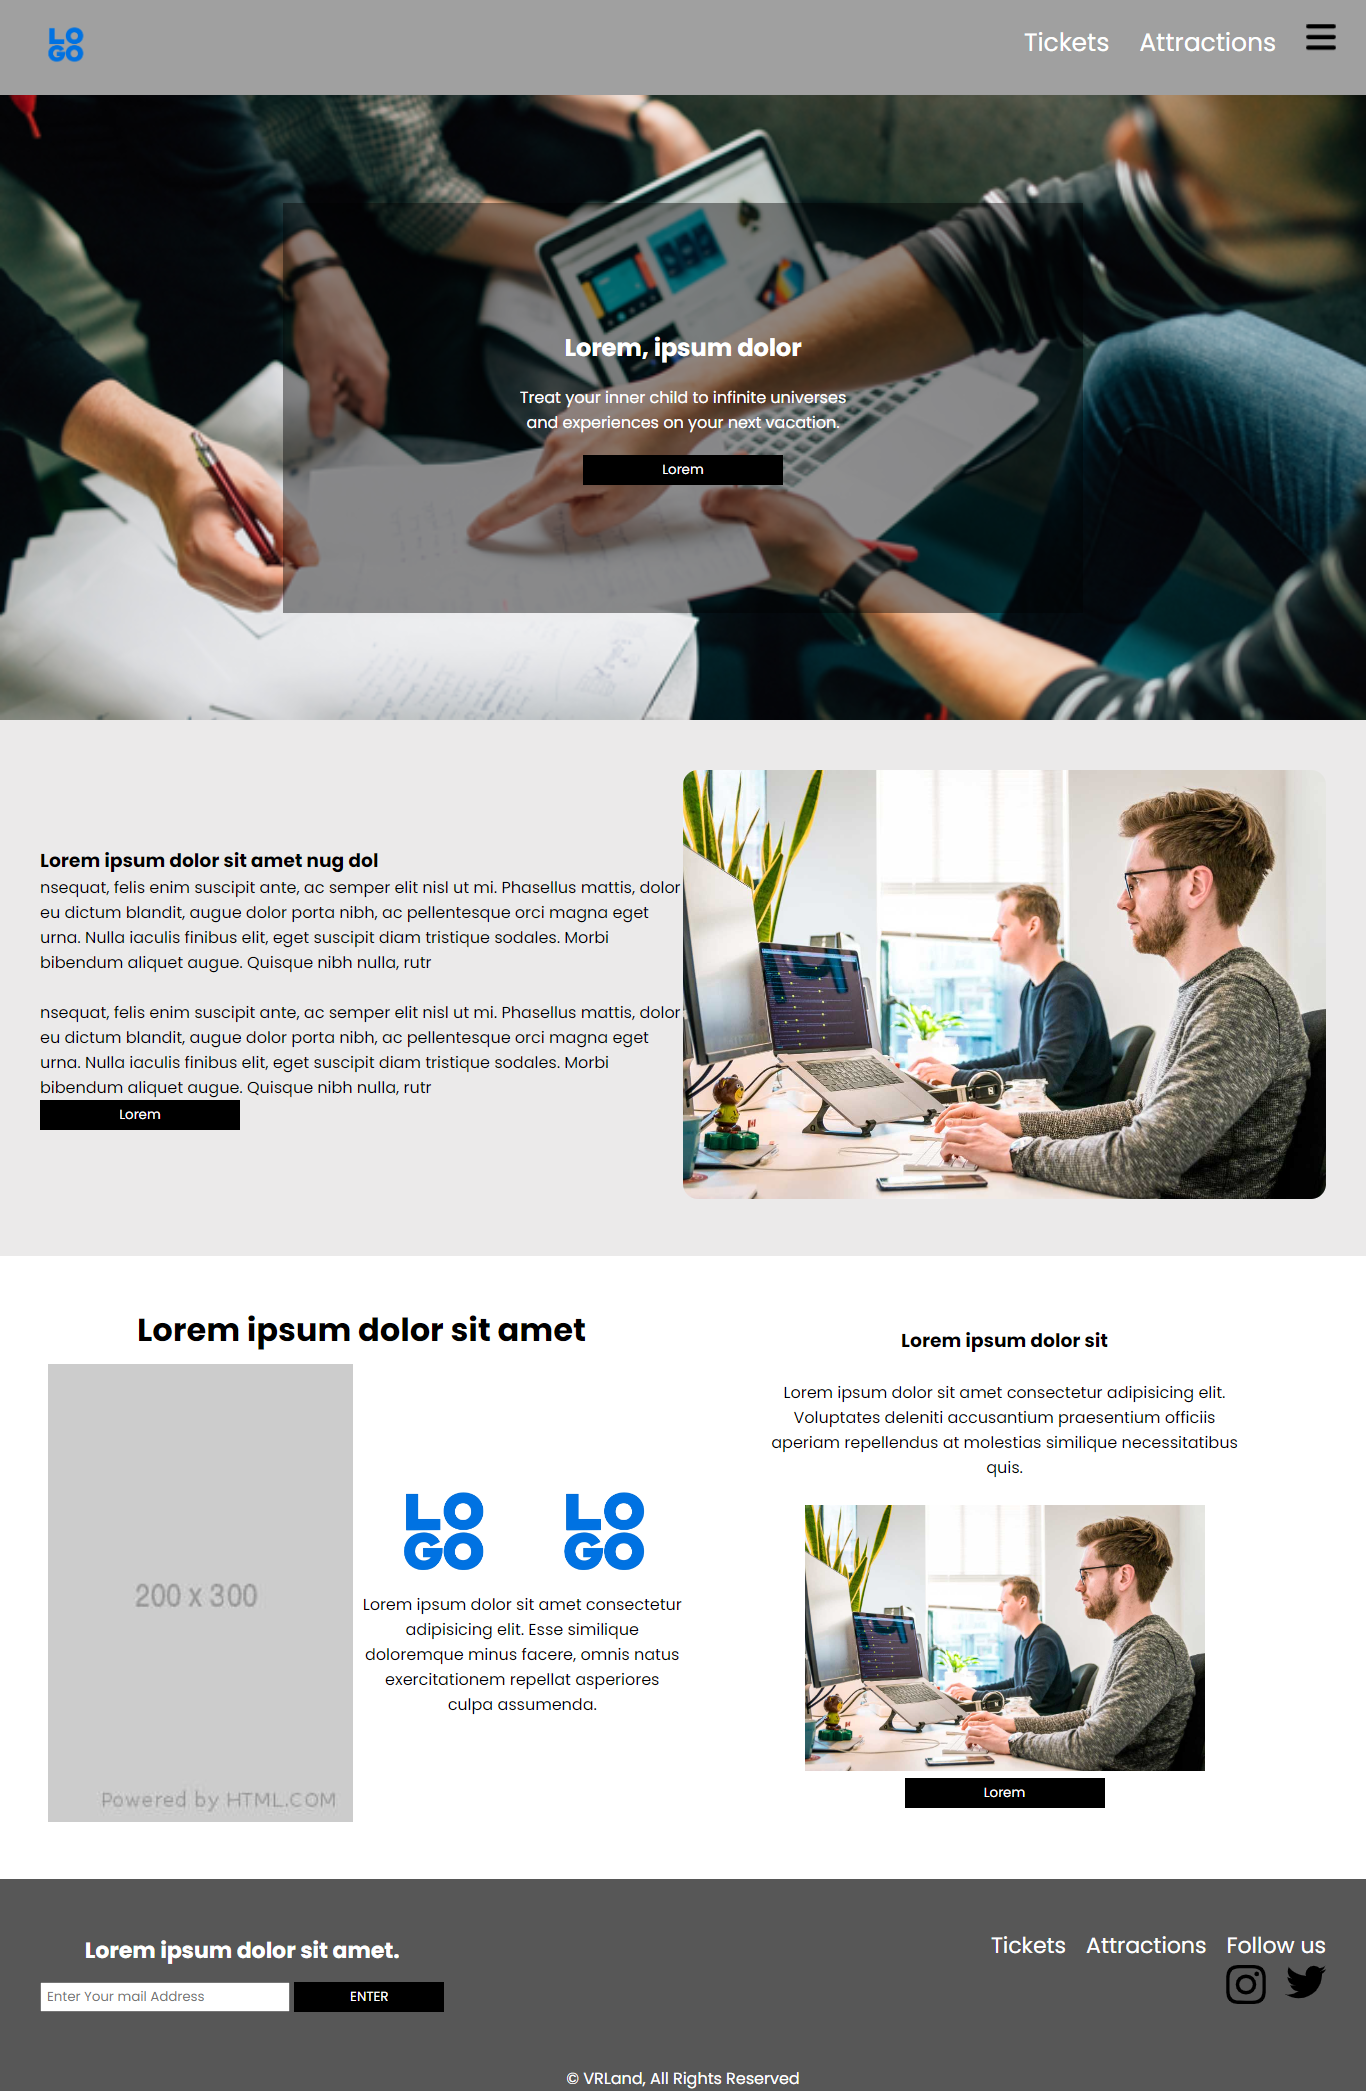 LO
GO
Tickets Attractions
Lorem, ipsum dolor
Treat your inner child to infinite universes
and experiences on your next vacation.
Lorem
Lorem ipsum dolor sit amet nug dol
nsequat, felis enim suscipit ante, ac semper elit nisl ut mi. Phasellus mattis, dolor
eu dictum blandit, augue dolor porta nibh, ac pellentesque orci magna eget
urna. Nulla iaculis finibus elit, eget suscipit diam tristique sodales. Morbi
bibendum aliquet augue. Quisque nibh nulla, rutr
nsequat, felis enim suscipit ante, ac semper elit nisl ut mi. Phasellus mattis, dolor
eu dictum blandit, augue dolor porta nibh, ac pellentesque orci magna eget
urna. Nulla iaculis finibus elit, eget suscipit diam tristique sodales. Morbi
bibendum aliquet augue. Quisque nibh nulla, rutr
Lorem
Lorem ipsum dolor sit amet
200 x 300
Powered by HTML.COM
LO
GO
LO
GO
Lorem ipsum dolor sit amet consectetur
adipisicing elit. Esse similique
doloremque minus facere, omnis natus
exercitationem repellat asperiores
culpa assumenda.
Lorem ipsum dolor sit
Lorem ipsum dolor sit amet consectetur adipisicing elit.
Voluptates deleniti accusantium praesentium officiis
aperiam repellendus at molestias similique necessitatibus
quis.
Lorem
Lorem ipsum dolor sit amet.
Enter Your mail Address
ENTER
Tickets Attractions Follow us
© VRLand, All Rights Reserved